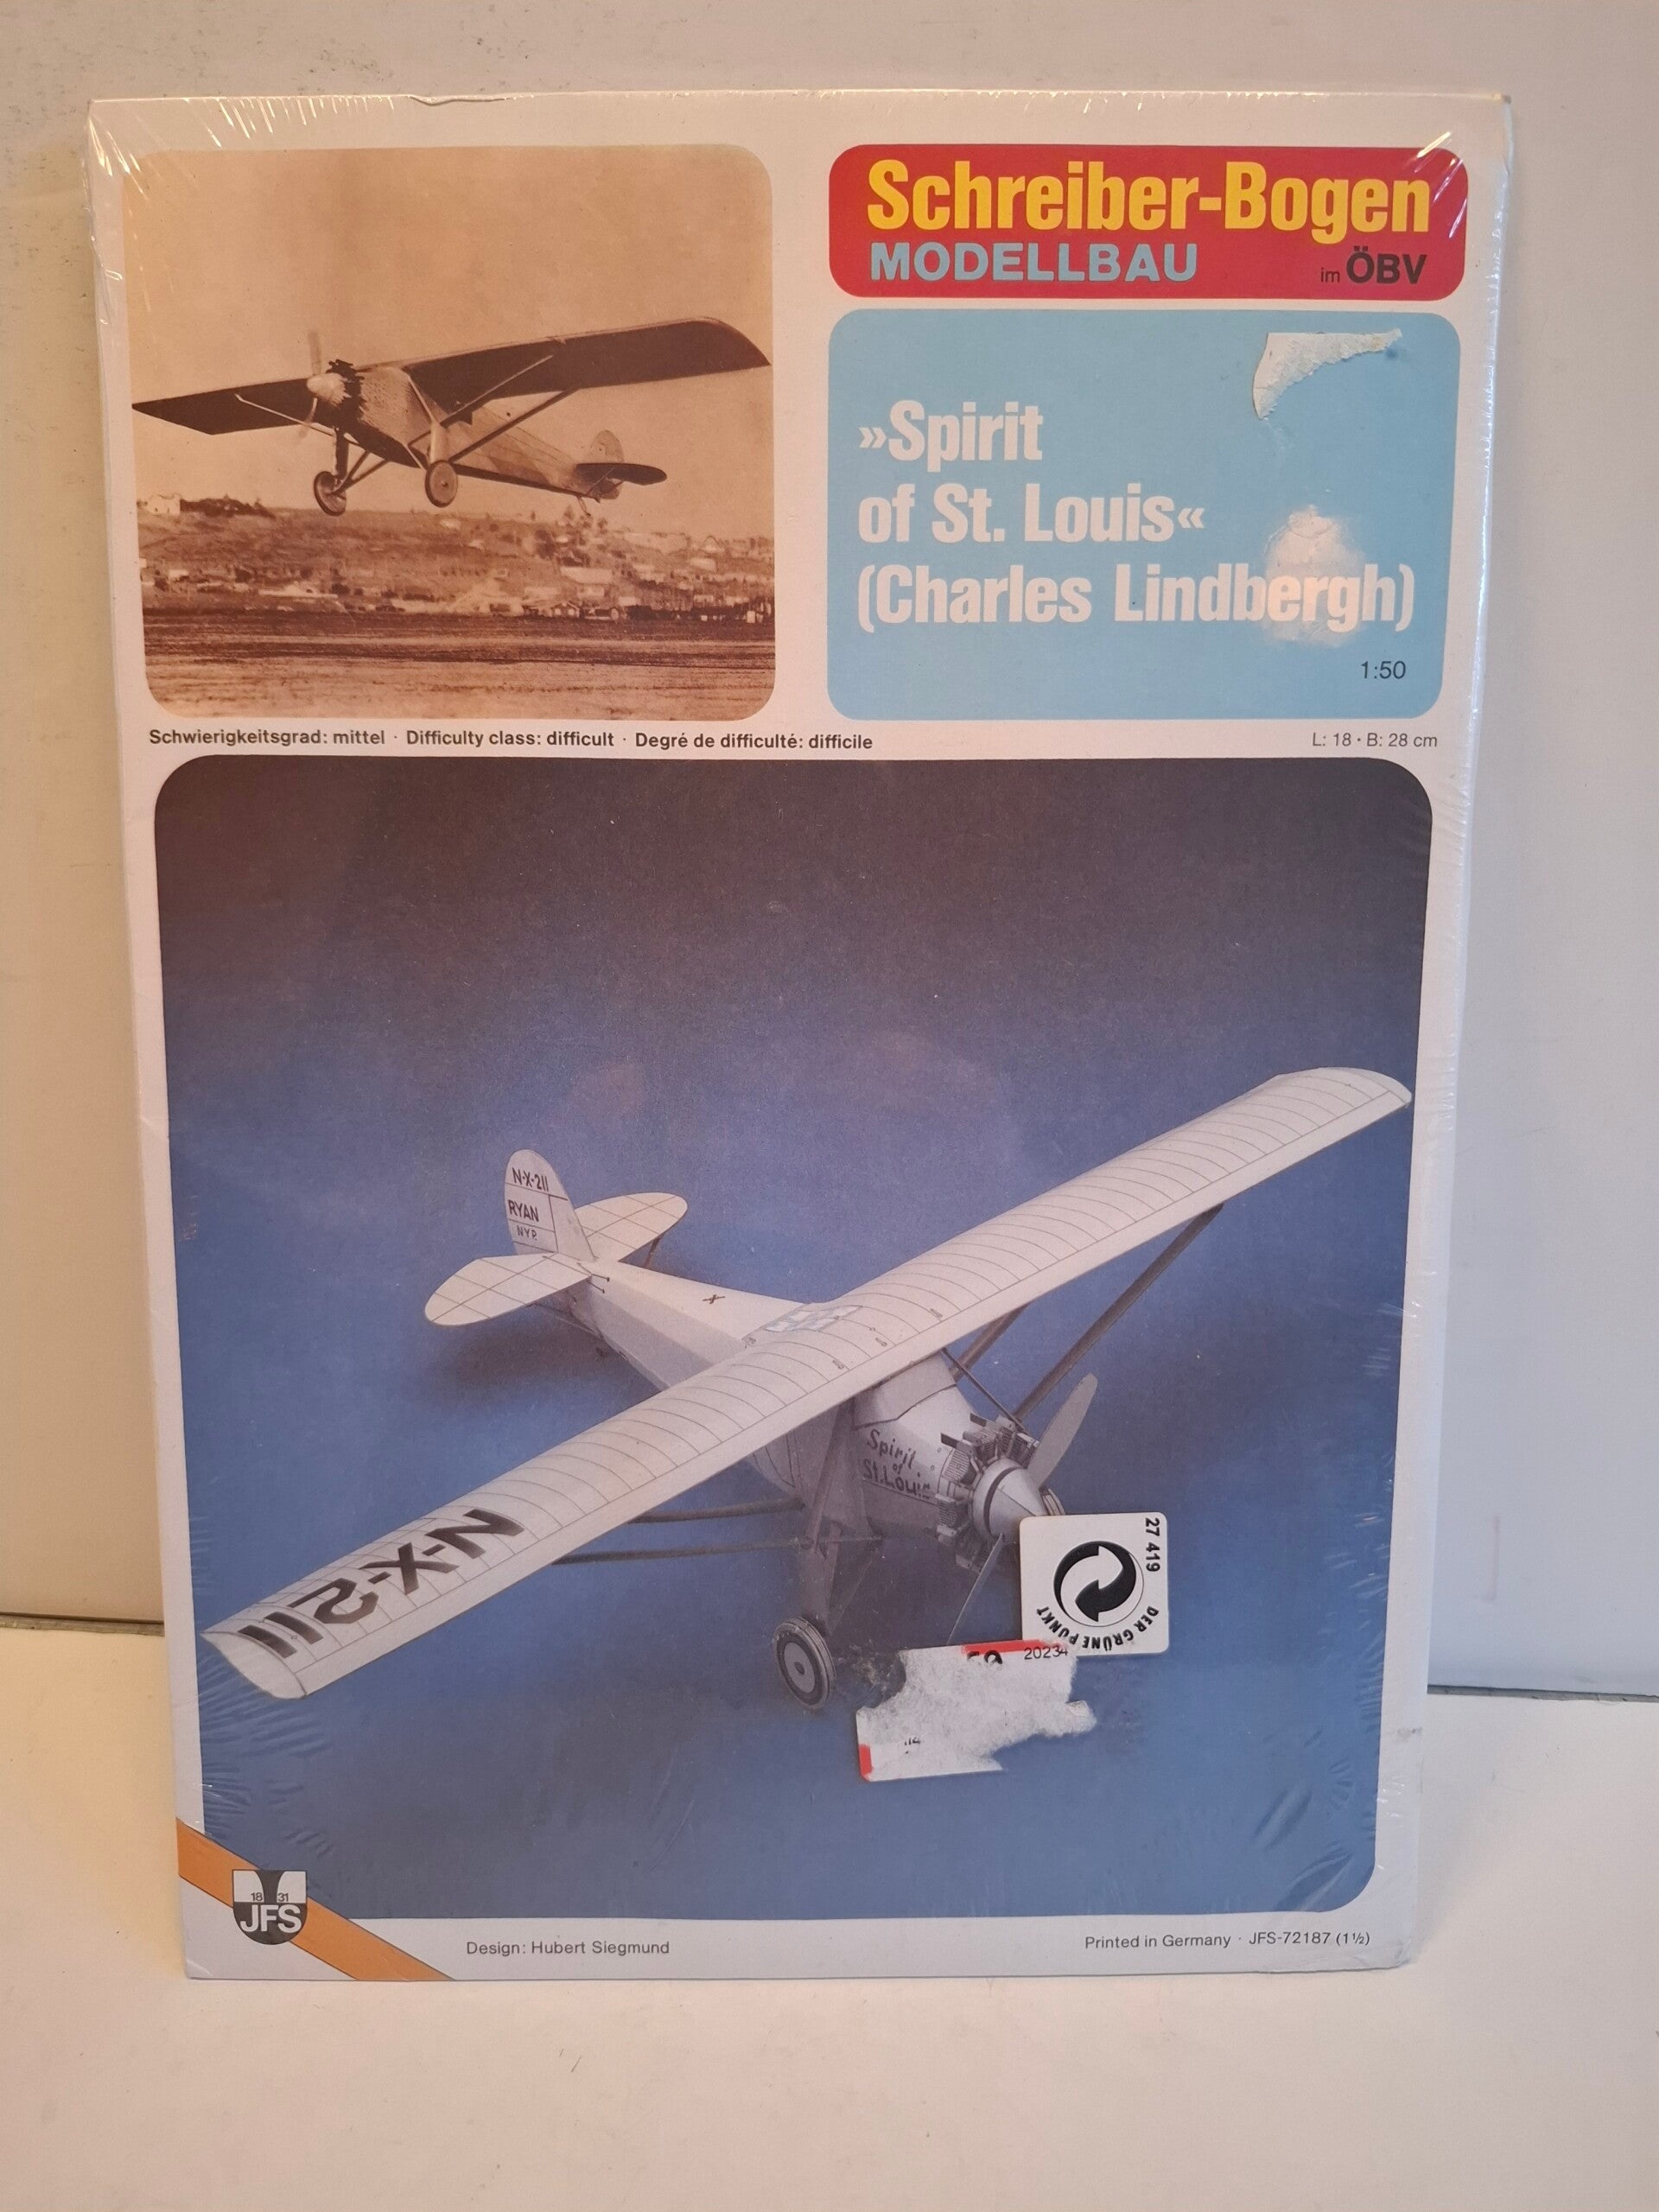 Schreiber-Bogen
MODELLBAU im ÖBV
»Spirit
of St. Louis«
(Charles Lindbergh)
1:50
Schwierigkeitsgrad: mittel · Difficulty class: difficult · Degré de difficulté: difficile
L: 18 · B: 28 cm
N-X-211
RYAN
NYP.
X
Spirit
of
St. Louis
N-X-211
27 419
DER GRÜNE PUNKT
20234
18 31
JFS
Design: Hubert Siegmund
Printed in Germany · JFS-72187 (1½)